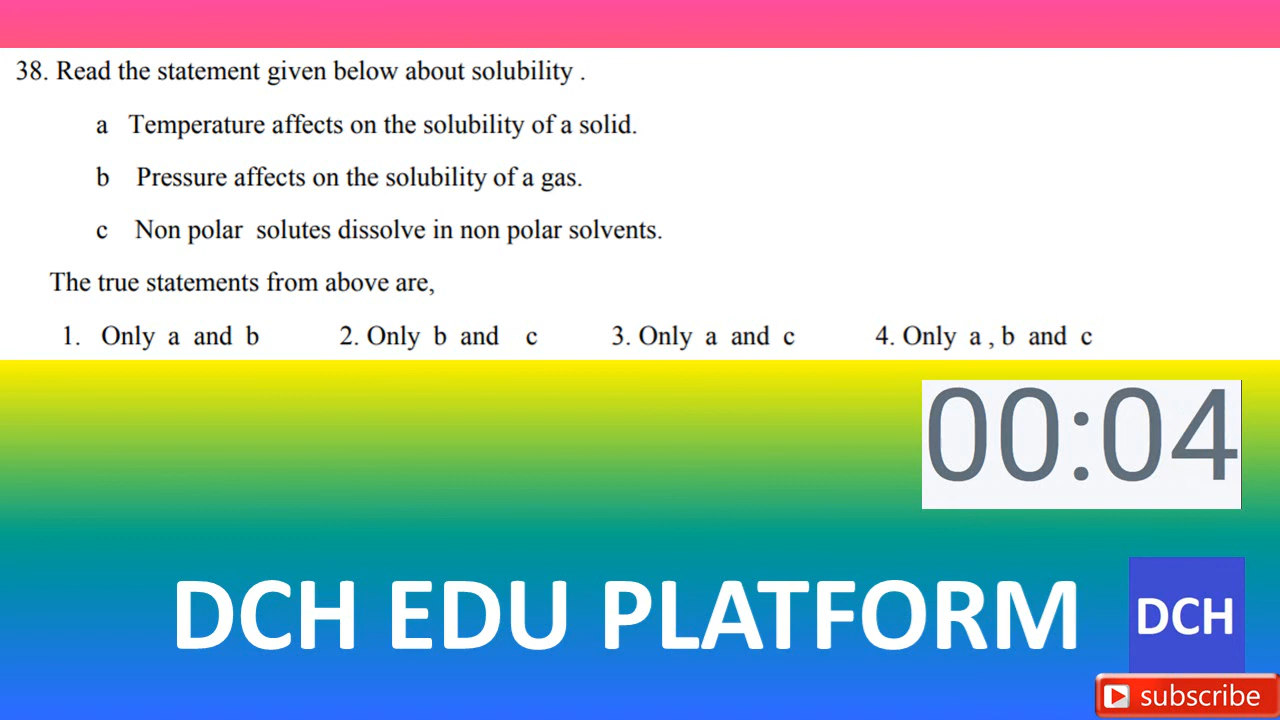 38. Read the statement given below about solubility .
a Temperature affects on the solubility of a solid.
b Pressure affects on the solubility of a gas.
c Non polar solutes dissolve in non polar solvents.
The true statements from above are,
1. Only a and b 2. Only b and c 3. Only a and c 4. Only a , b and c
00:04
DCH EDU PLATFORM
DCH
subscribe